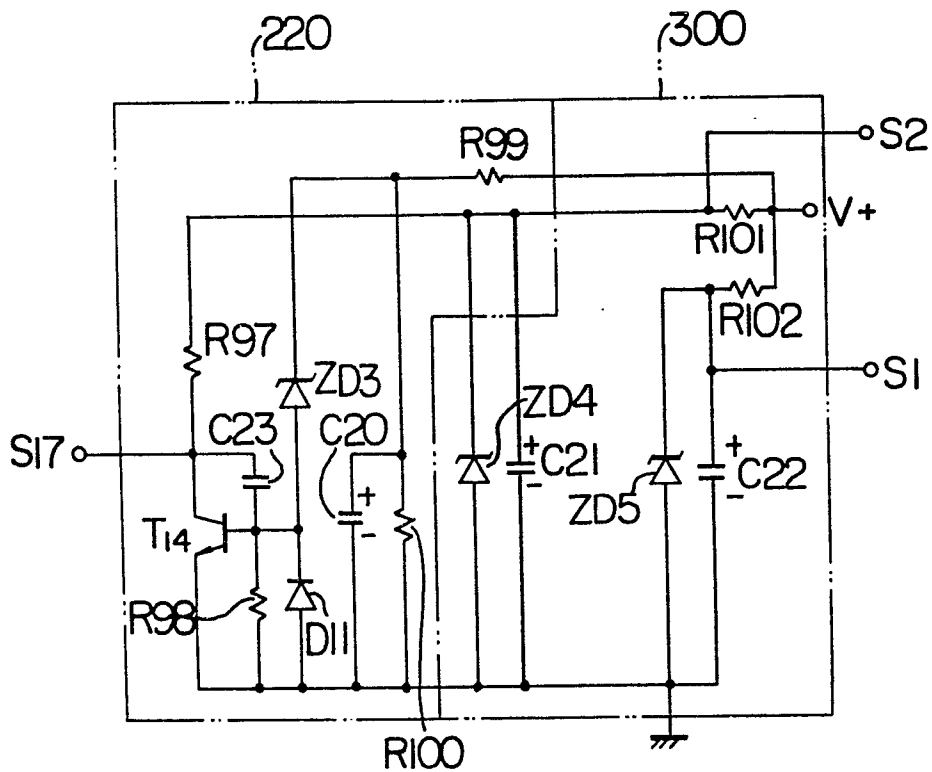 220
300
S2
R99
V+
R101
R102
R97
ZD3
S1
C23
C20
ZD4
S17
+
+
C21
+
C22
-
-
ZD5
T14
-
R98
D11
R100